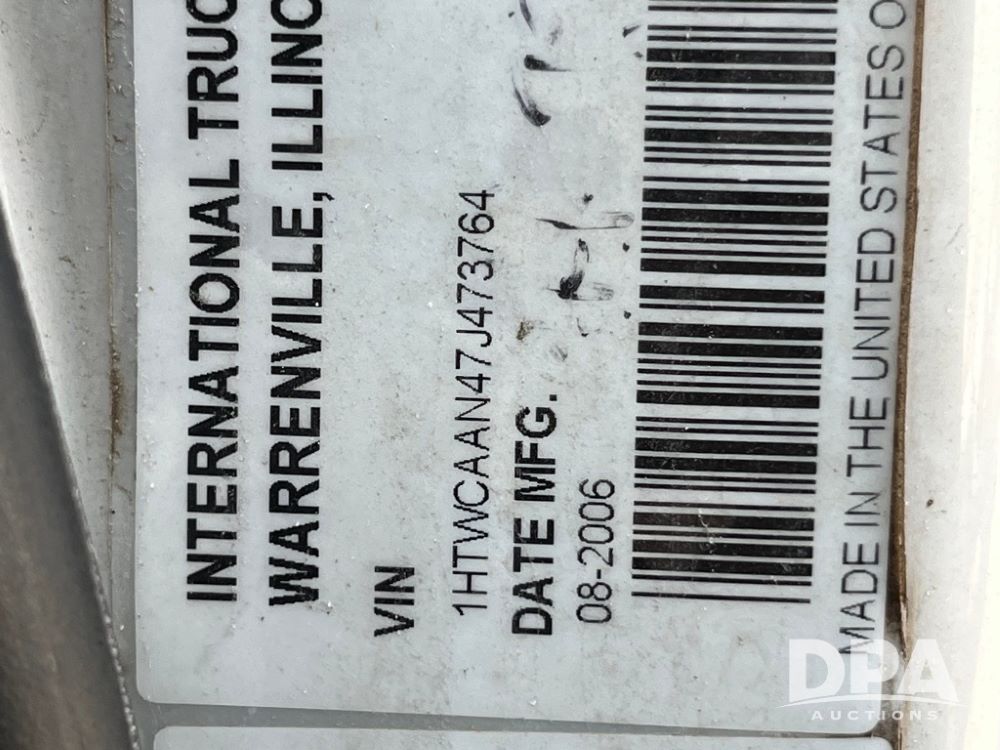 INTERNATIONAL TRUC
WARRENVILLE, ILLINO
VIN
1HTWCAAN47J473764
DATE MFG.
08-2006
MADE IN THE UNITED STATES O
DPA
AUCTIONS